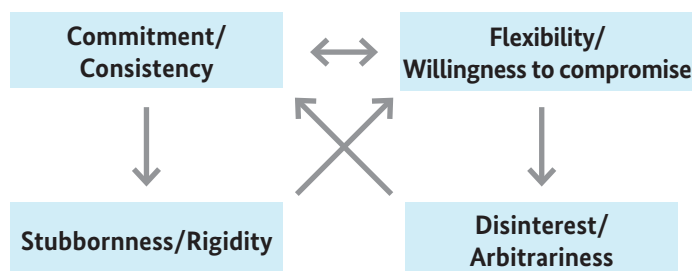 Commitment/
Consistency
Flexibility/
Willingness to compromise
Stubbornness/Rigidity
Disinterest/
Arbitrariness